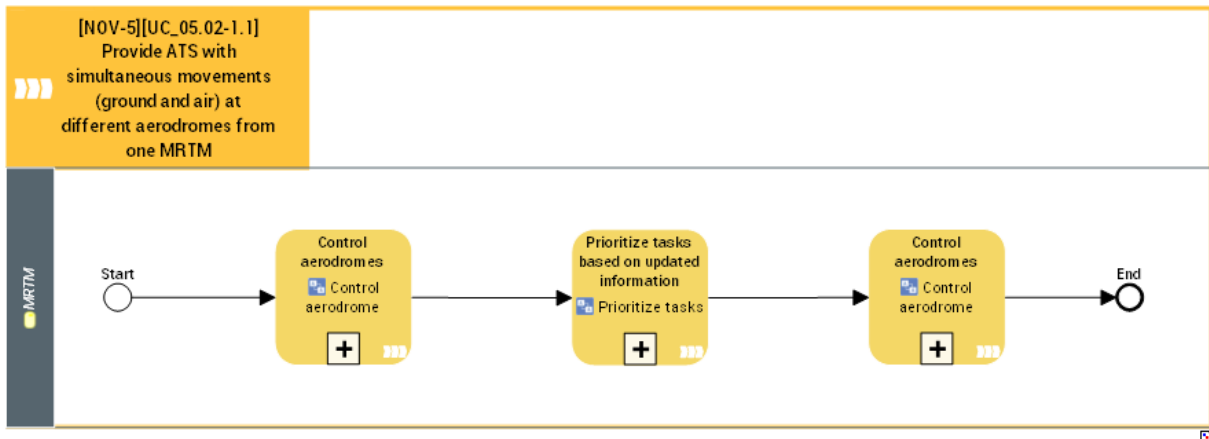 [NOV-5][UC_05.02-1.1]
Provide ATS with
simultaneous movements
(ground and air) at
different aerodromes from
one MRTM
MRTM
Start
Control
aerodromes
Control
aerodrome
Prioritize tasks
based on updated
information
Prioritize tasks
Control
aerodromes
Control
aerodrome
End